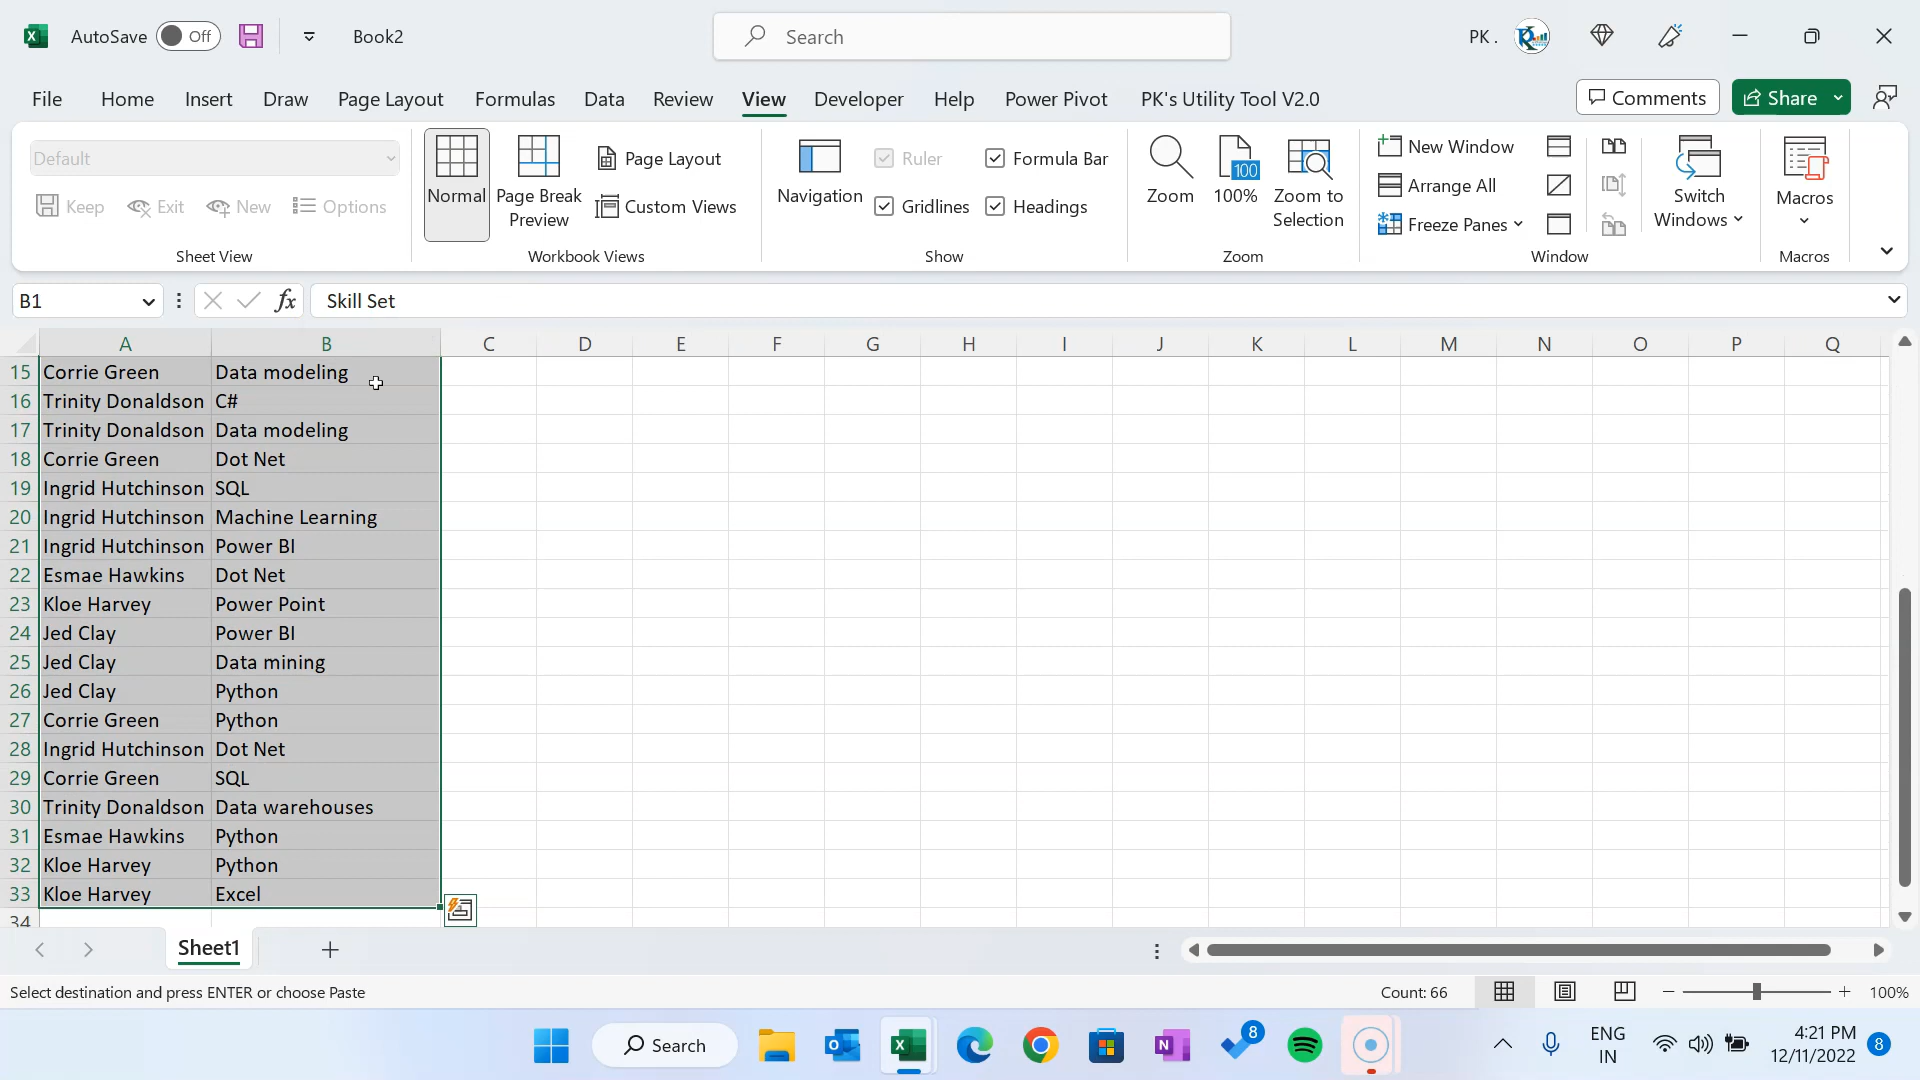 AutoSave Off Book2 Search PK .
File Home Insert Draw Page Layout Formulas Data Review View Developer Help Power Pivot PK's Utility Tool V2.0 Comments Share
Default
Keep Exit New Options
Sheet View
Normal
Page Break
Preview
Page Layout
Custom Views
Workbook Views
Navigation
Ruler
Formula Bar
Gridlines
Headings
Show
Zoom
100
100%
Zoom to
Selection
Zoom
New Window
Arrange All
Freeze Panes
Switch
Windows
Window
Macros
Macros
B1 fx Skill Set
A B C D E F G H I J K L M N O P Q
15 Corrie Green Data modeling
16 Trinity Donaldson C#
17 Trinity Donaldson Data modeling
18 Corrie Green Dot Net
19 Ingrid Hutchinson SQL
20 Ingrid Hutchinson Machine Learning
21 Ingrid Hutchinson Power BI
22 Esmae Hawkins Dot Net
23 Kloe Harvey Power Point
24 Jed Clay Power BI
25 Jed Clay Data mining
26 Jed Clay Python
27 Corrie Green Python
28 Ingrid Hutchinson Dot Net
29 Corrie Green SQL
30 Trinity Donaldson Data warehouses
31 Esmae Hawkins Python
32 Kloe Harvey Python
33 Kloe Harvey Excel
34
Sheet1
Select destination and press ENTER or choose Paste Count: 66 100%
Search 8 ENG
IN
4:21 PM
12/11/2022
8